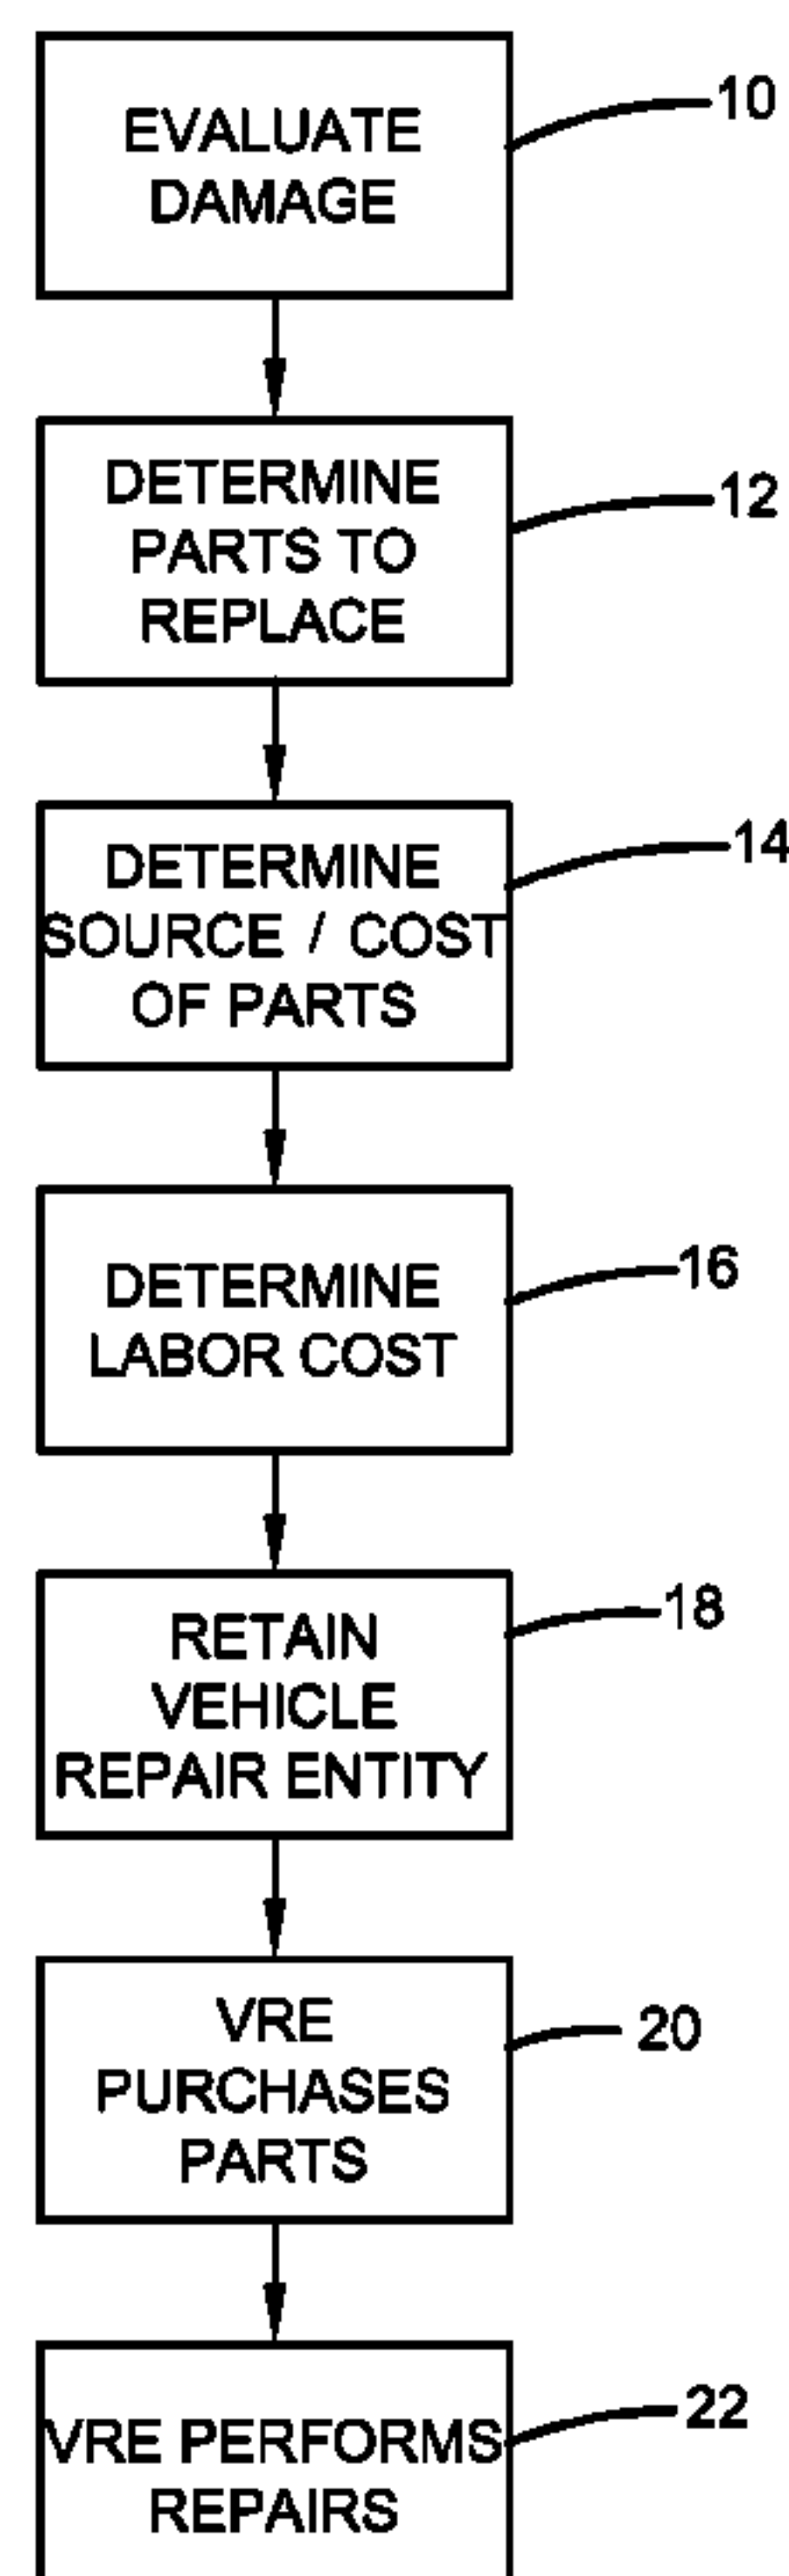 EVALUATE
DAMAGE
10
DETERMINE
PARTS TO
REPLACE
12
DETERMINE
SOURCE / COST
OF PARTS
14
DETERMINE
LABOR COST
16
RETAIN
VEHICLE
REPAIR ENTITY
18
VRE
PURCHASES
PARTS
20
VRE PERFORMS
REPAIRS
22